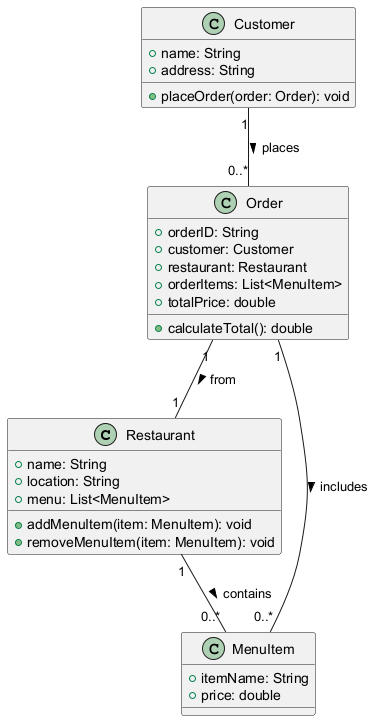 C Customer
name: String
address: String
placeOrder(order: Order): void
1
places
0..*
C Order
orderID: String
customer: Customer
restaurant: Restaurant
orderItems: List<MenuItem>
totalPrice: double
calculateTotal(): double
1
1
from
1
C Restaurant
name: String
location: String
menu: List<MenuItem>
addMenuItem(item: MenuItem): void
removeMenuItem(item: MenuItem): void
includes
1
contains
0..*
0..*
C MenuItem
itemName: String
price: double